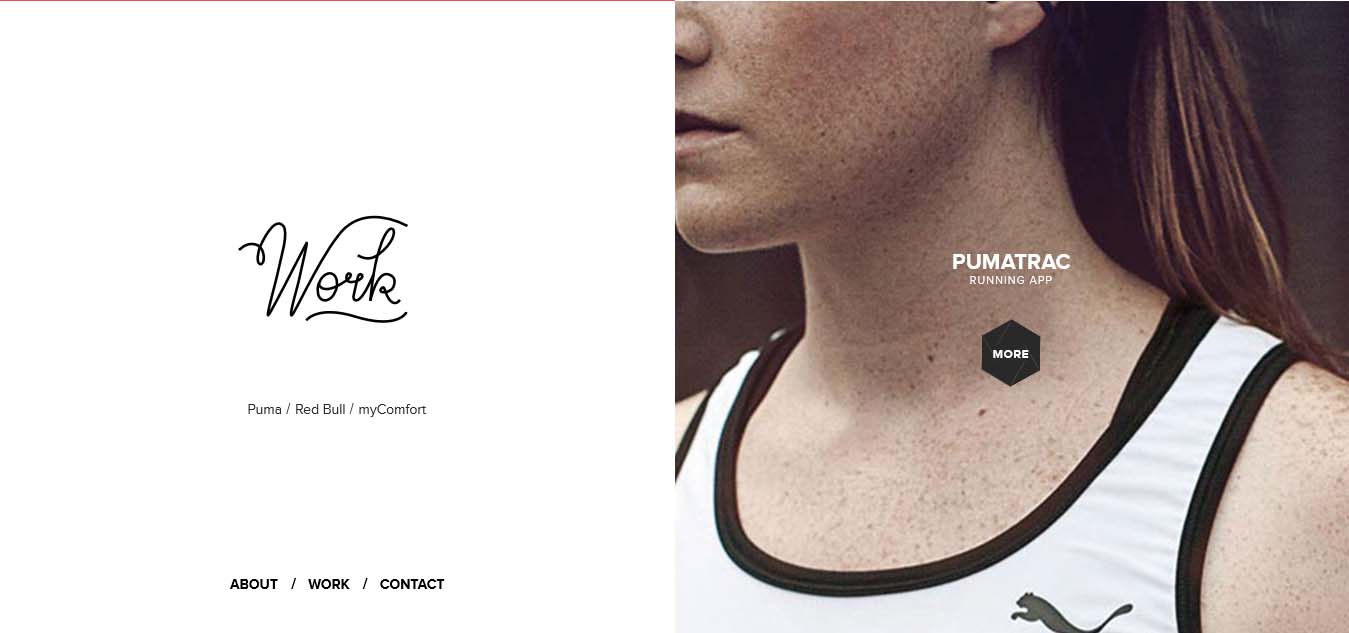 Work
Puma / Red Bull / myComfort
ABOUT / WORK / CONTACT
PUMATRAC
RUNNING APP
MORE